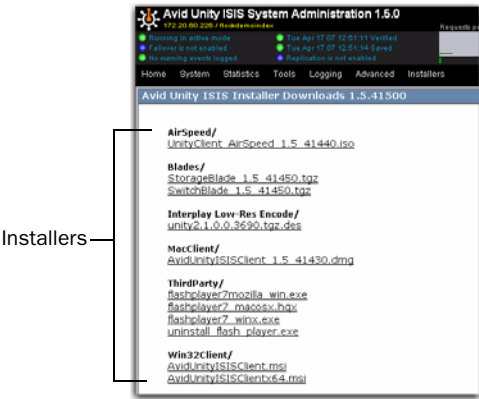 Avid Unity ISIS System Administration 1.5.0
172.20.60.226 /
Requests p
Running in active mode
Tue Apr 17 07 12:51:11 Verified
Failover is not enabled
Tue Apr 17 07 12:51:14 Saved
No warning events logged
Replication is not enabled
Home System Statistics Tools Logging Advanced Installers
Avid Unity ISIS Installer Downloads 1.5.41500
AirSpeed/
UnityClient_AirSpeed_1.5_41440.iso
Blades/
StorageBlade_1.5_41450.tgz
SwitchBlade_1.5_41450.tgz
Interplay Low-Res Encode/
unity2.1.0.0.3690.tgz.des
Installers
MacClient/
AvidUnityISISClient_1.5_41430.dmg
ThirdParty/
flashplayer7mozilla_win.exe
flashplayer7_macosx.hqx
flashplayer7_winx.exe
uninstall_flash_player.exe
Win32Client/
AvidUnityISISClient.msi
AvidUnityISISClientx64.msi